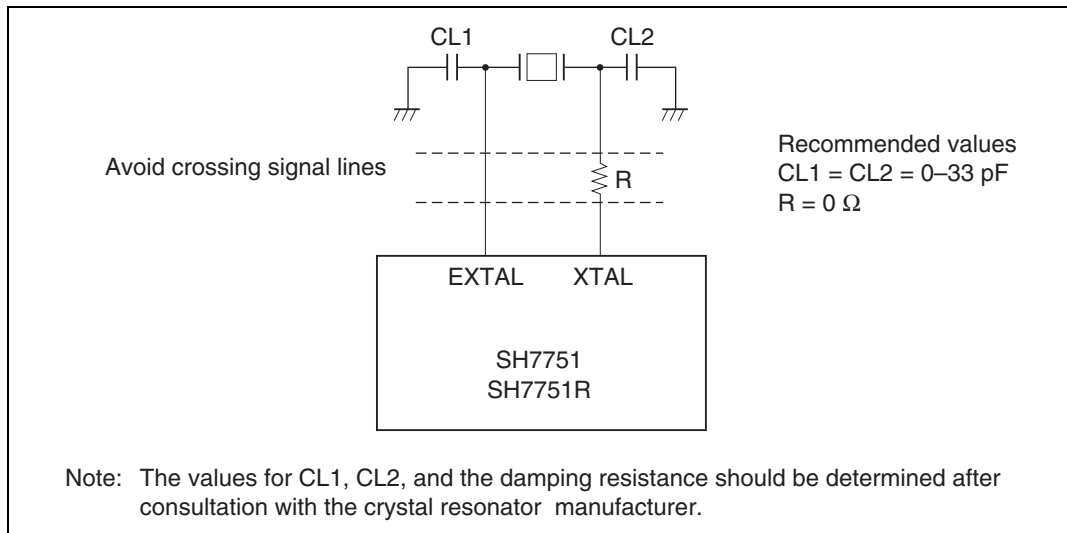 CL1
CL2
Avoid crossing signal lines
R
Recommended values
CL1 = CL2 = 0–33 pF
R = 0 Ω
EXTAL
XTAL
SH7751
SH7751R
Note: The values for CL1, CL2, and the damping resistance should be determined after
consultation with the crystal resonator manufacturer.